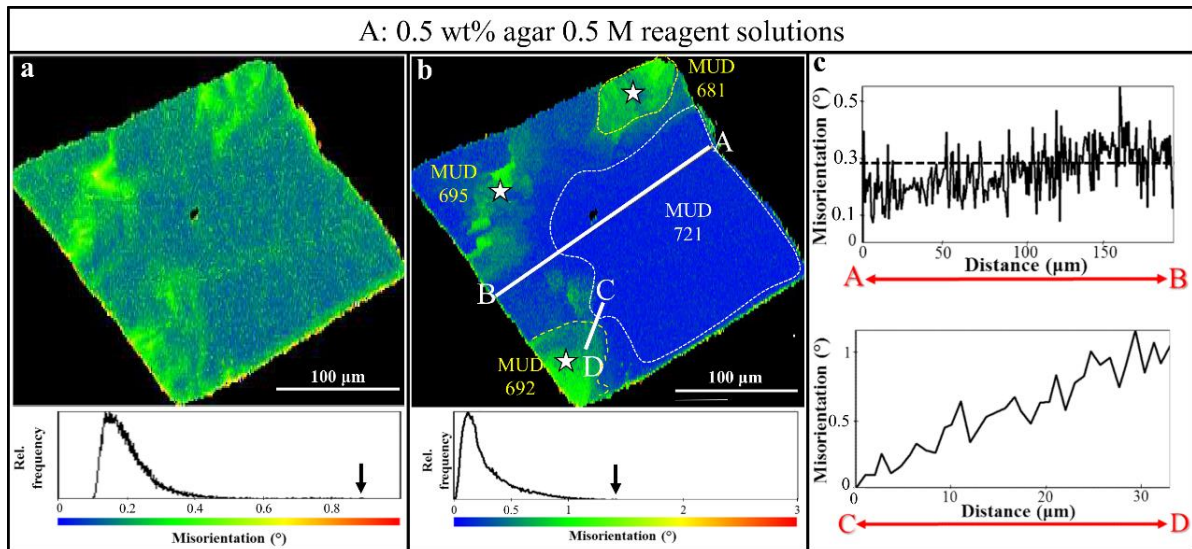 A: 0.5 wt% agar 0.5 M reagent solutions
a
100 µm
Rel.
frequency
0 0.2 0.4 0.6 0.8
Misorientation (°)
b
MUD
681
A
MUD
695
MUD
721
B
C
D
MUD
692
100 µm
Rel.
frequency
0 0.5 1 2 3
Misorientation (°)
c
Misorientation (°)
0.5
0.3
0.1
0
0 50 100 150
Distance (µm)
A B
Misorientation (°)
1
0.5
0
0 10 20 30
Distance (µm)
C D